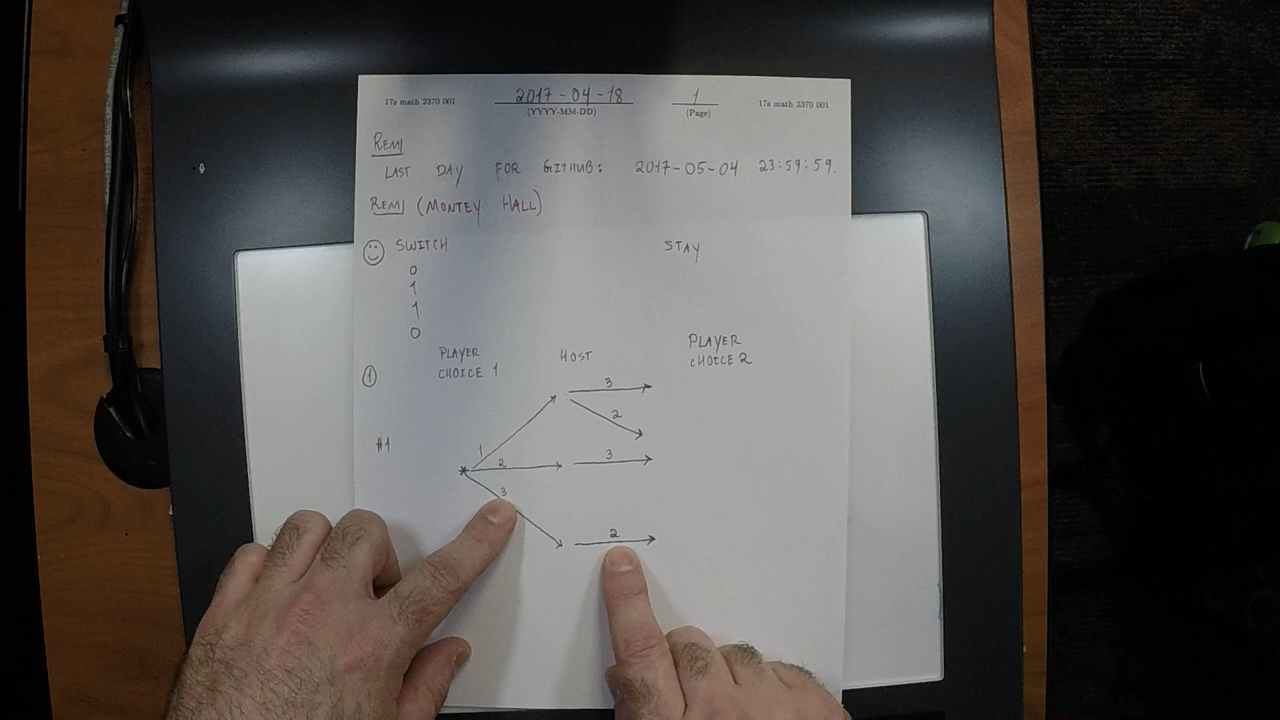 17s math 2370 001 2017-04-18 1 17s math 2370 001
(YYYY-MM-DD) (Page)
REM
LAST DAY FOR GITHUB: 2017-05-04 23:59:59.
REM (MONTEY HALL)
SWITCH STAY
0
1
1
0
PLAYER HOST PLAYER
CHOICE 1 CHOICE 2
1
3
2
#1
1
2 3
3
2